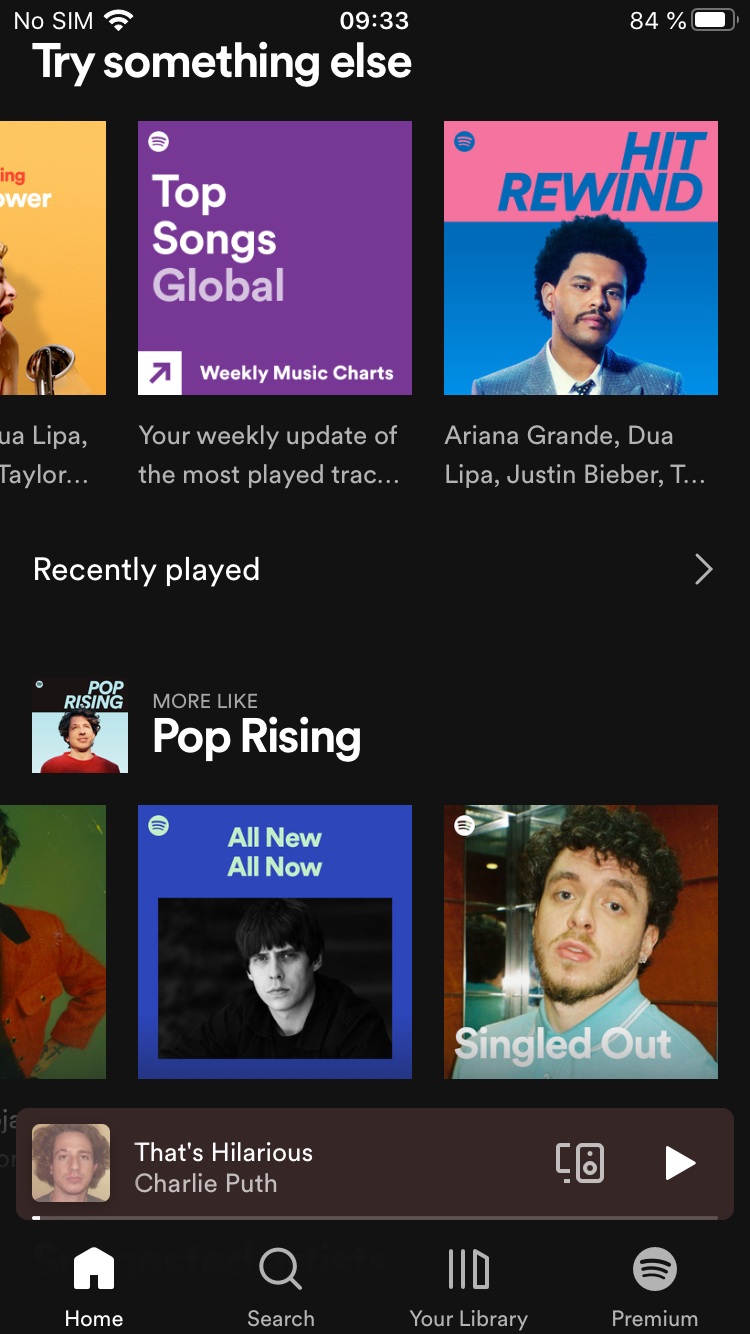 No SIM 09:33 84 %
Try something else
ing
ower
Top
Songs
Global
Weekly Music Charts
HIT
REWIND
ua Lipa,
Taylor...
Your weekly update of
the most played trac...
Ariana Grande, Dua
Lipa, Justin Bieber, T...
Recently played
POP
RISING
MORE LIKE
Pop Rising
All New
All Now
Singled Out
That's Hilarious
Charlie Puth
Home
Search
Your Library
Premium